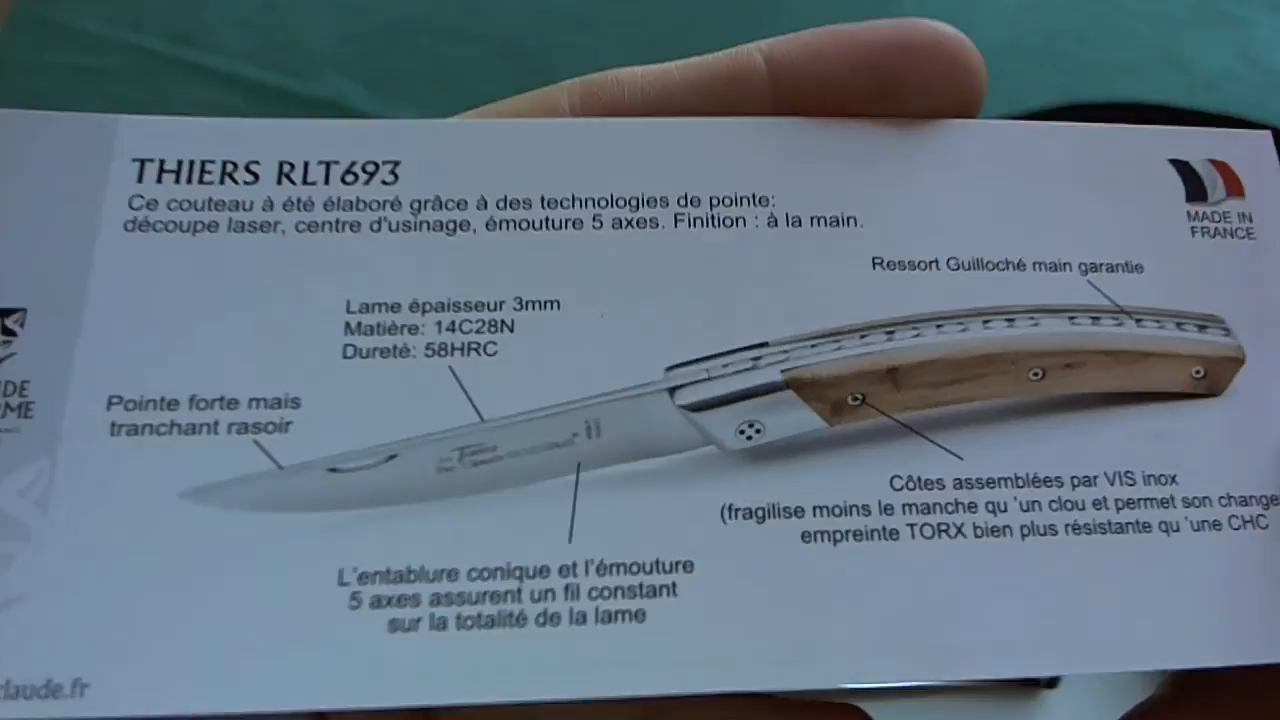 THIERS RLT693
Ce couteau à été élaboré grâce à des technologies de pointe:
découpe laser, centre d'usinage, émouture 5 axes. Finition : à la main.
MADE IN
FRANCE
Ressort Guilloché main garantie
Lame épaisseur 3mm
Matière: 14C28N
Dureté: 58HRC
Pointe forte mais
tranchant rasoir
Côtes assemblées par VIS inox
(fragilise moins le manche qu 'un clou et permet son change
empreinte TORX bien plus résistante qu 'une CHC
L'entablure conique et l'émouture
5 axes assurent un fil constant
sur la totalité de la lame
DE
ME
claude.fr